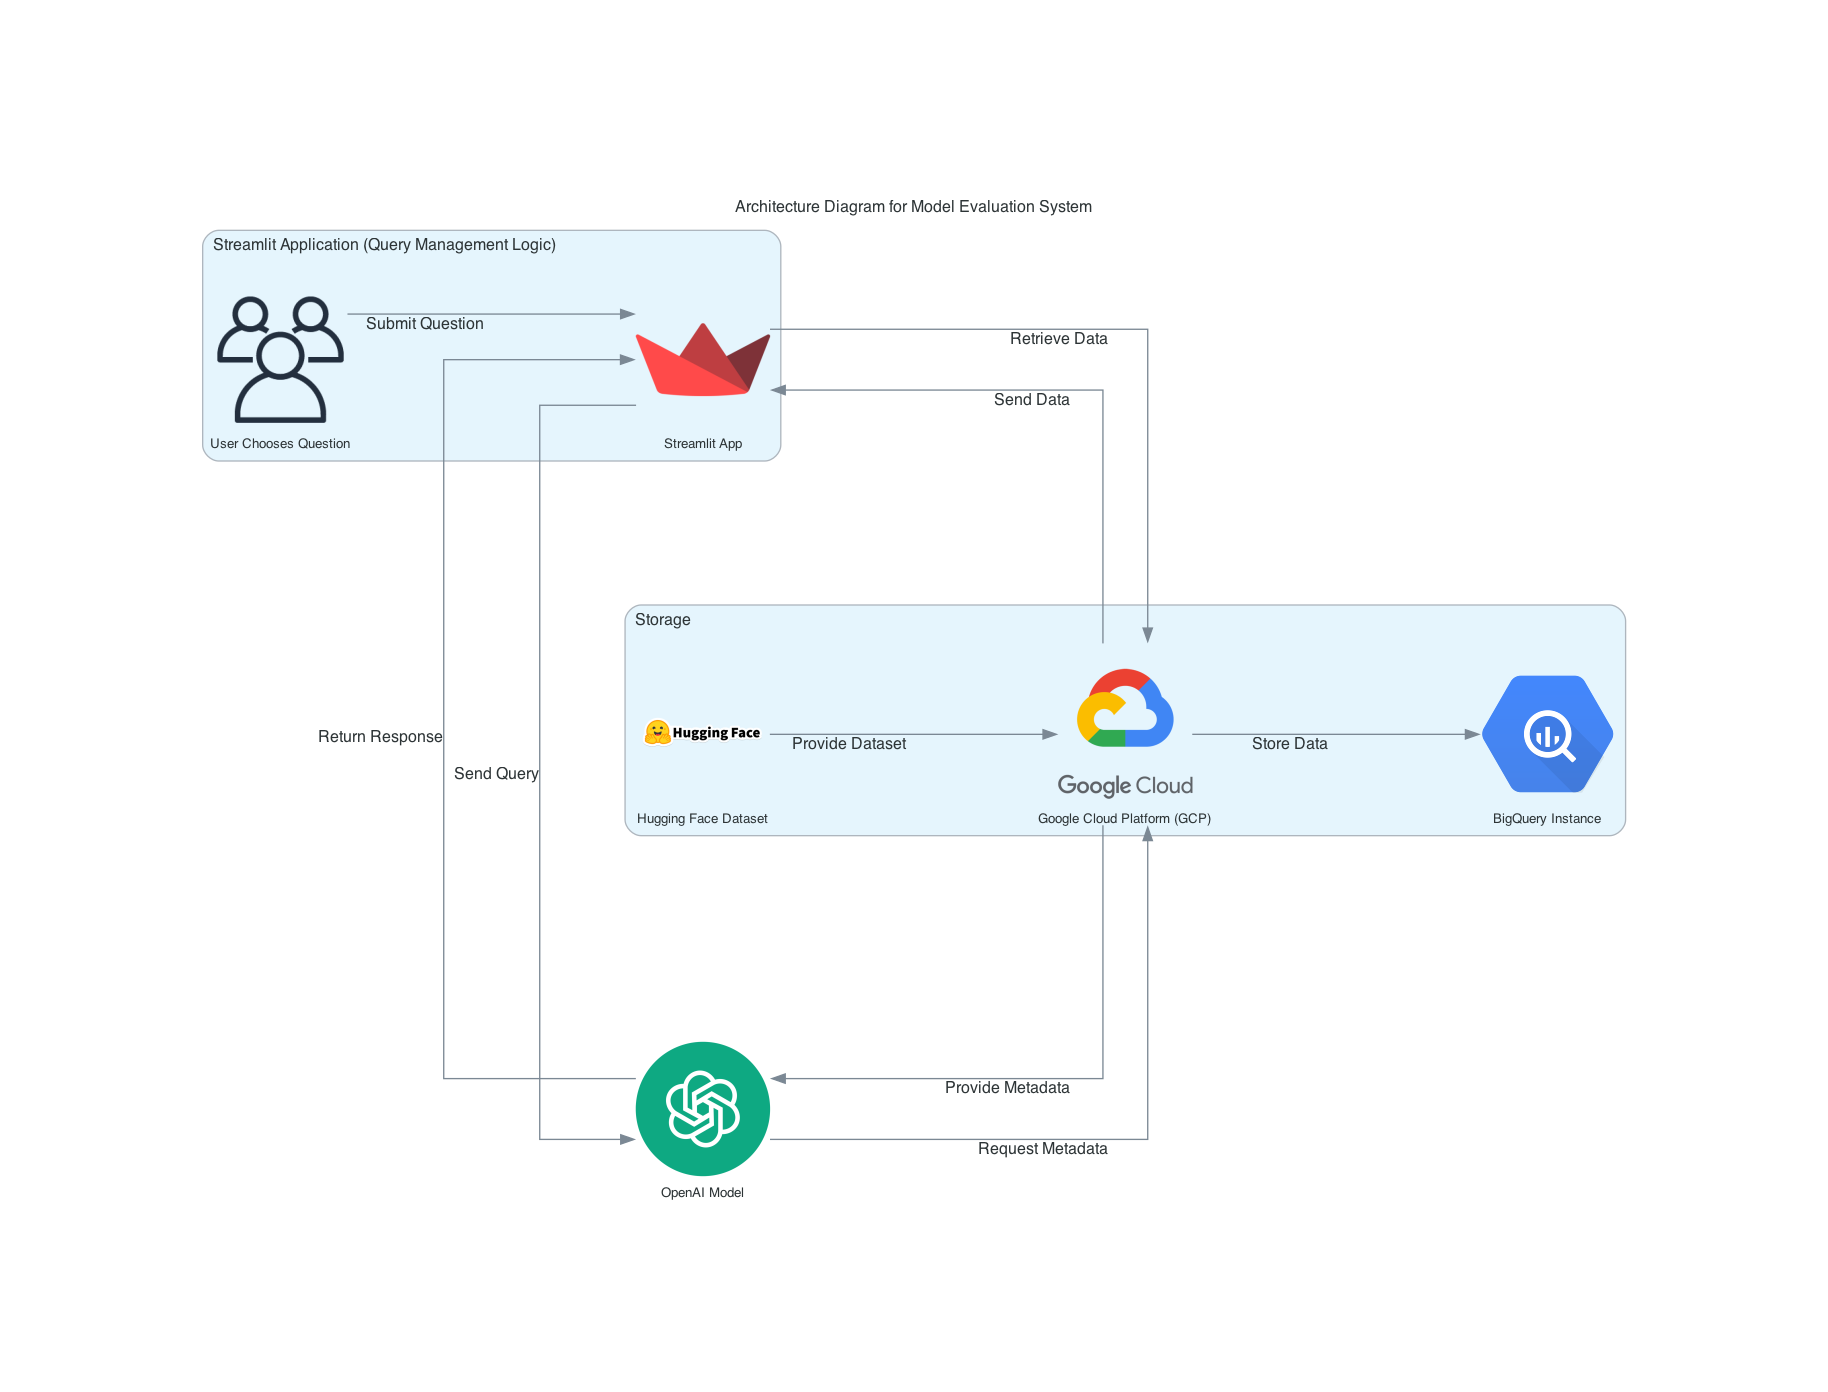 Architecture Diagram for Model Evaluation System
Streamlit Application (Query Management Logic)
Submit Question
Retrieve Data
Send Data
User Chooses Question
Streamlit App
Storage
Return Response
Send Query
Hugging Face
Provide Dataset
Store Data
Google Cloud
Hugging Face Dataset
Google Cloud Platform (GCP)
BigQuery Instance
Provide Metadata
Request Metadata
OpenAI Model